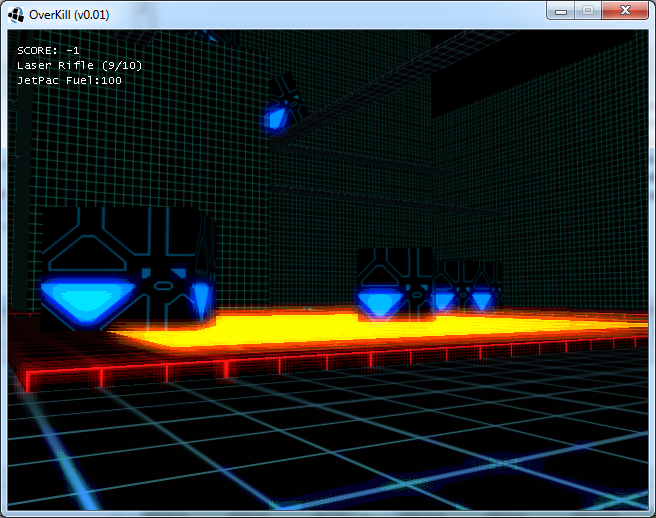 OverKill (v0.01)
SCORE: -1
Laser Rifle (9/10)
JetPac Fuel:100